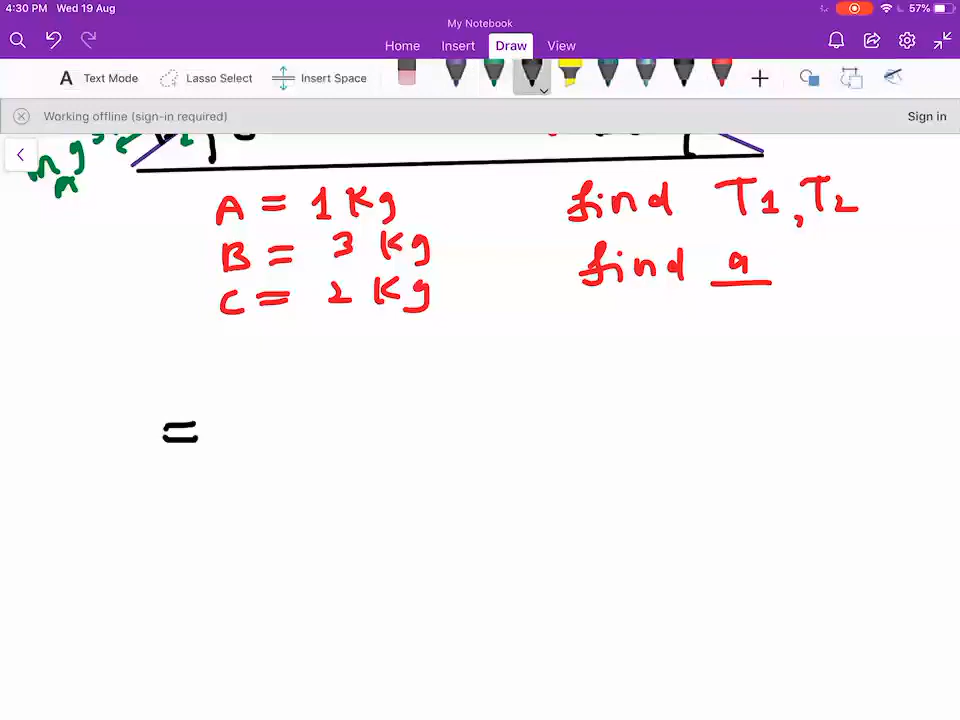 4:30 PM Wed 19 Aug 57%
My Notebook
Home Insert Draw View
Text Mode Lasso Select Insert Space
Working offline (sign-in required) Sign in
A = 1 Kg find T1, T2
B = 3 Kg find a
C = 2 Kg
=